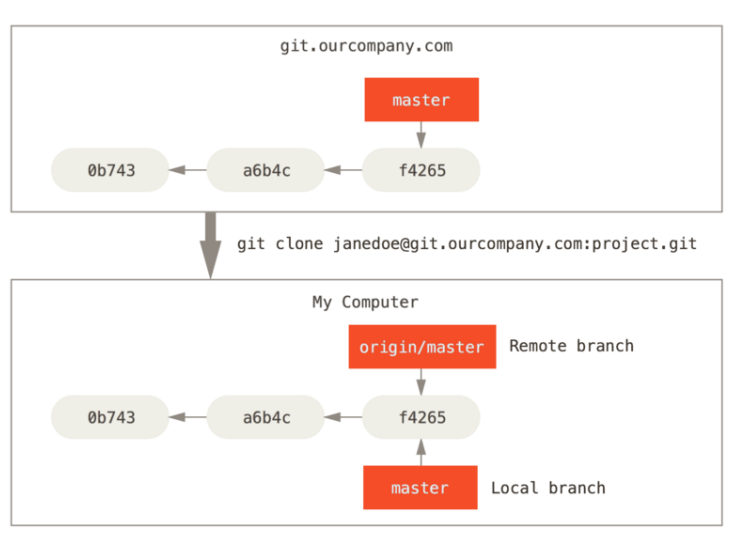 git.ourcompany.com
master
0b743 a6b4c f4265
git clone janedoe@git.ourcompany.com:project.git
My Computer
origin/master Remote branch
0b743 a6b4c f4265
master Local branch